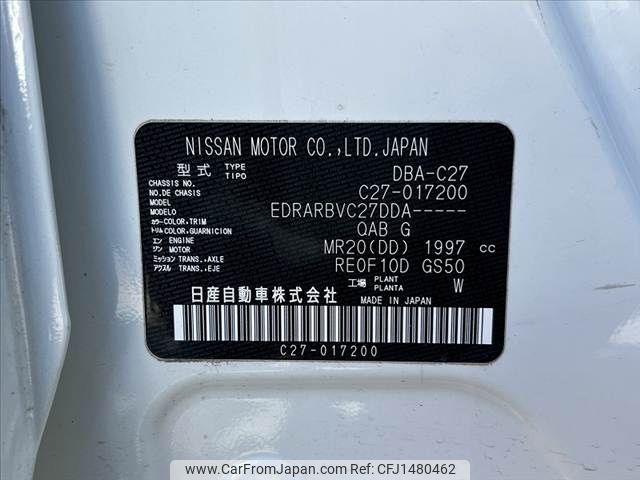 NISSAN MOTOR CO.,LTD.JAPAN
型式 TYPE TIPO DBA-C27
CHASSIS NO. NO.DE CHASIS C27-017200
MODEL MODELO EDRARBVC27DDA-----
カラー COLOR,TRIM トリム COLOR,GUARNICION QAB G
エン ENGINE ジン MOTOR MR20(DD) 1997 cc
ミッション TRANS.,AXLE アクスル TRANS.,EJE RE0F10D GS50
工場 PLANT PLANTA W
日産自動車株式会社 MADE IN JAPAN
C27-017200
www.CarFromJapan.com Ref No. CFJ1480462